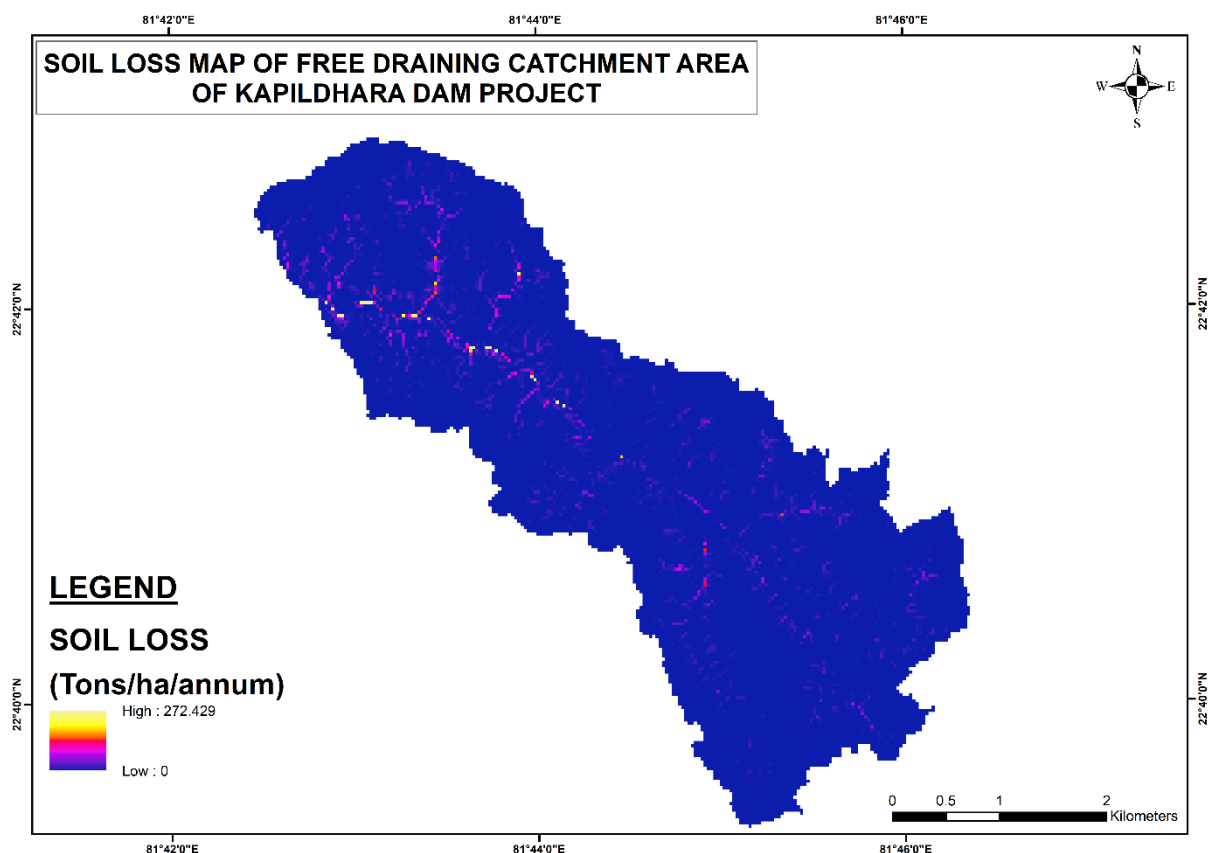 81°42'0"E
81°44'0"E
81°46'0"E
SOIL LOSS MAP OF FREE DRAINING CATCHMENT AREA
OF KAPILDHARA DAM PROJECT
N
W
E
S
22°42'0"N
22°42'0"N
LEGEND
SOIL LOSS
(Tons/ha/annum)
High : 272.429
Low : 0
22°40'0"N
22°40'0"N
0
0.5
1
2
Kilometers
81°42'0"E
81°44'0"E
81°46'0"E